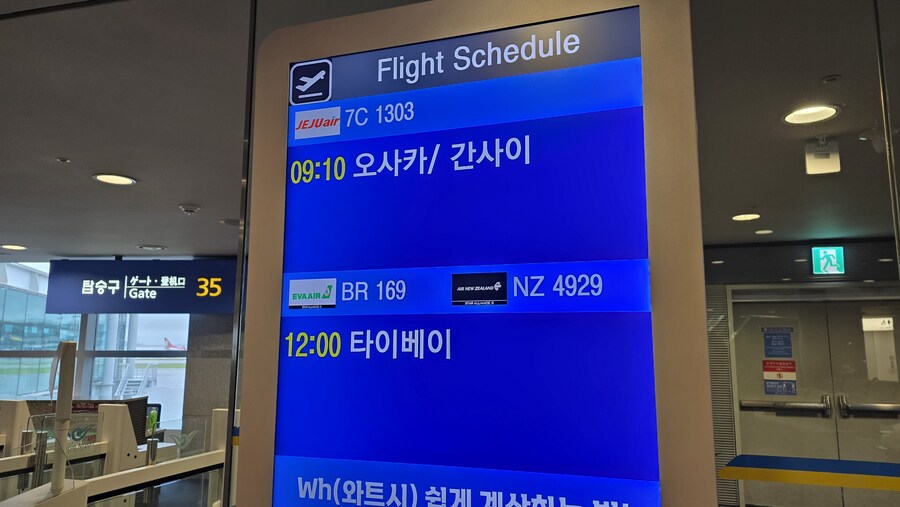 Flight Schedule
JEJUair 7C 1303
09:10 오사카/ 간사이
EVA AIR BR 169 AIR NEW ZEALAND NZ 4929
12:00 타이베이
Wh(와트시) 쉽게 계산하는
탑승구 ゲート・登机口 Gate 35